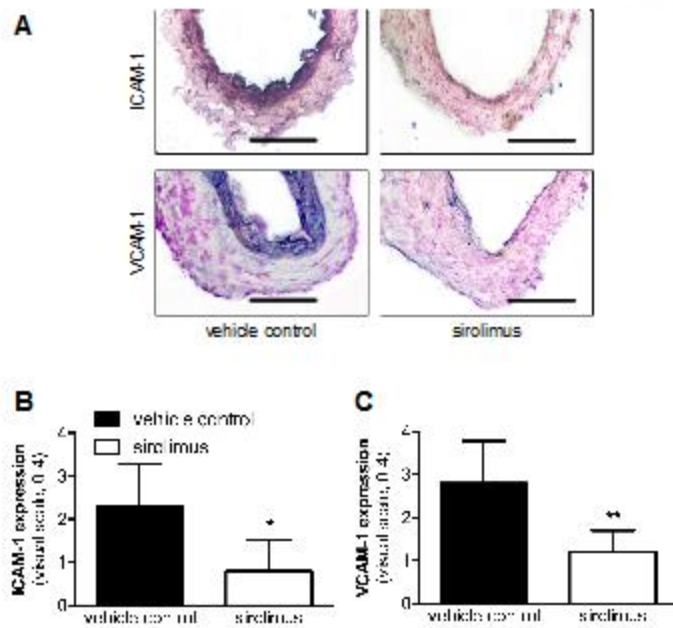 A
ICAM-1
VCAM-1
vehicle control
sirolimus
B
vehicle control
sirolimus
ICAM-1 expression
(visual scale, 0-4)
4
3
2
1
0
*
vehicle control
sirolimus
C
VCAM-1 expression
(visual scale, 0-4)
4
3
2
1
0
**
vehicle control
sirolimus